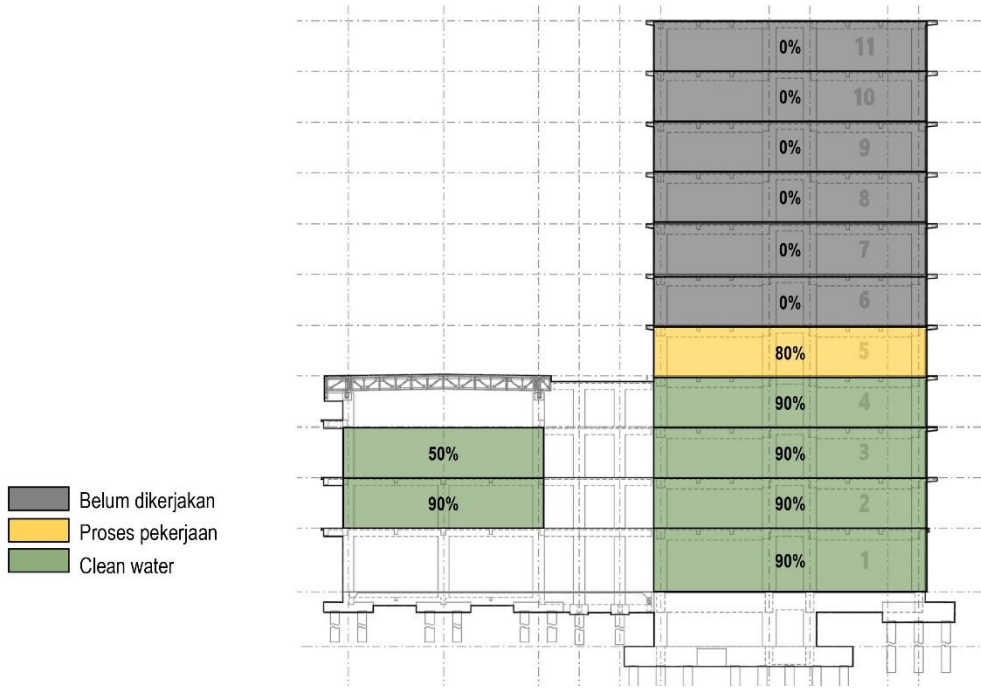 0% 11
0% 10
0% 9
0% 8
0% 7
0% 6
80% 5
90% 4
50% 90% 3
90% 90% 2
90% 1
Belum dikerjakan
Proses pekerjaan
Clean water